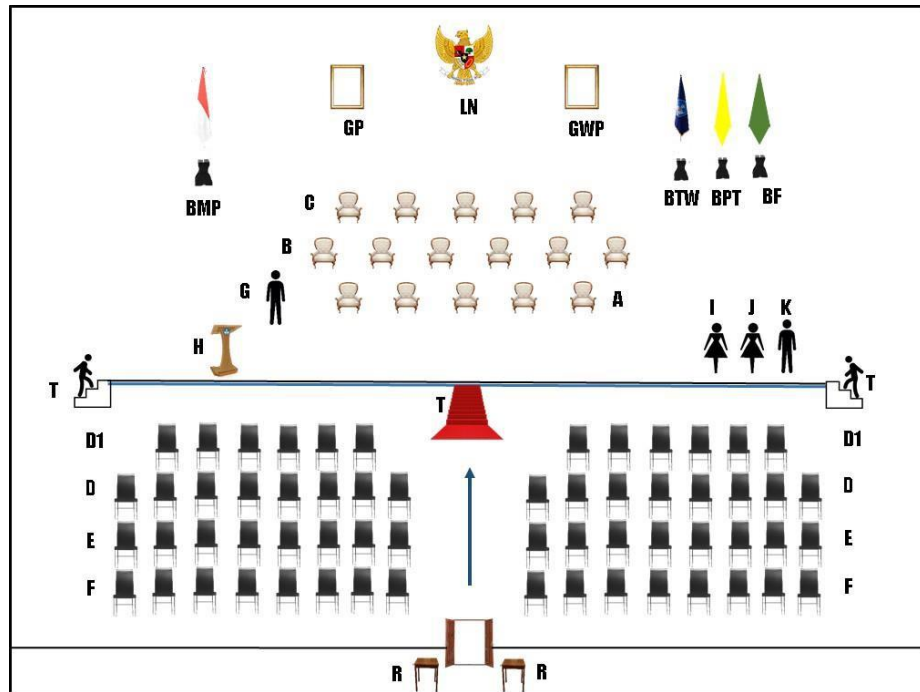 LN
GP
GWP
BMP
BTW BPT BF
C
B
A
G
H
I J K
T T T
D1 D1
D D
E E
F F
R R